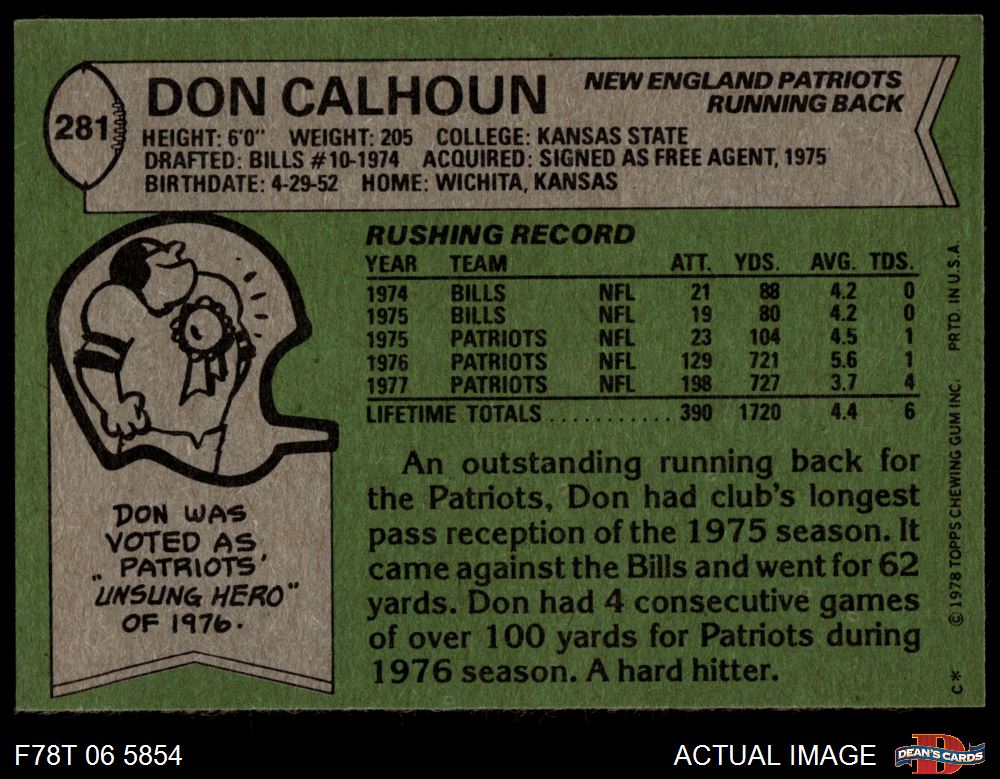 281
DON CALHOUN
NEW ENGLAND PATRIOTS
RUNNING BACK
HEIGHT: 6'0" WEIGHT: 205 COLLEGE: KANSAS STATE
DRAFTED: BILLS #10-1974 ACQUIRED: SIGNED AS FREE AGENT, 1975
BIRTHDATE: 4-29-52 HOME: WICHITA, KANSAS
RUSHING RECORD
YEAR TEAM ATT. YDS. AVG. TDS.
1974 BILLS NFL 21 88 4.2 0
1975 BILLS NFL 19 80 4.2 0
1975 PATRIOTS NFL 23 104 4.5 1
1976 PATRIOTS NFL 129 721 5.6 1
1977 PATRIOTS NFL 198 727 3.7 4
LIFETIME TOTALS ........... 390 1720 4.4 6
An outstanding running back for
the Patriots, Don had club's longest
pass reception of the 1975 season. It
came against the Bills and went for 62
yards. Don had 4 consecutive games
of over 100 yards for Patriots during
1976 season. A hard hitter.
DON WAS
VOTED AS
PATRIOTS'
"UNSUNG HERO"
OF 1976.
C* © 1978 TOPPS CHEWING GUM INC. PRTD. IN U.S.A.
F78T 06 5854
ACTUAL IMAGE
D
DEAN'S CARDS